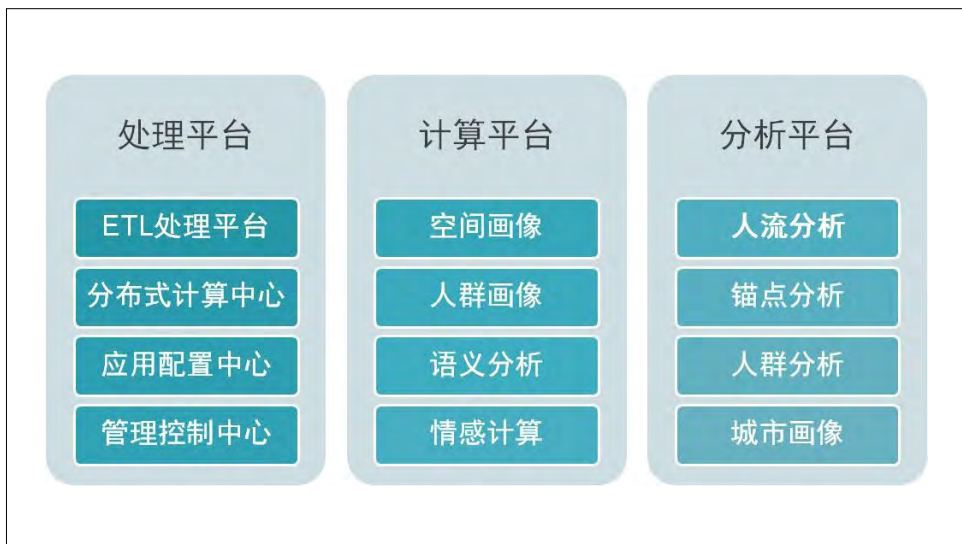 处理平台
ETL处理平台
分布式计算中心
应用配置中心
管理控制中心
计算平台
空间画像
人群画像
语义分析
情感计算
分析平台
人流分析
锚点分析
人群分析
城市画像